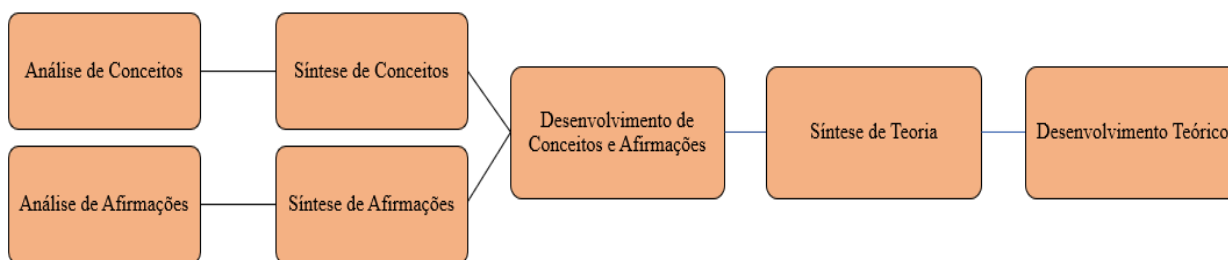 Análise de Conceitos
Síntese de Conceitos
Desenvolvimento de
Conceitos e Afirmações
Síntese de Teoria
Desenvolvimento Teórico
Análise de Afirmações
Síntese de Afirmações